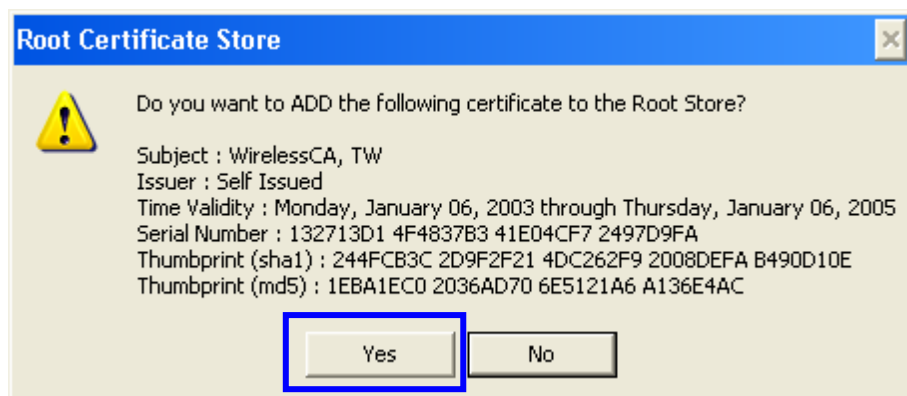 Root Certificate Store
Do you want to ADD the following certificate to the Root Store?
Subject : WirelessCA, TW
Issuer : Self Issued
Time Validity : Monday, January 06, 2003 through Thursday, January 06, 2005
Serial Number : 132713D1 4F4837B3 41E04CF7 2497D9FA
Thumbprint (sha1) : 244FCB3C 2D9F2F21 4DC262F9 2008DEFA B490D10E
Thumbprint (md5) : 1EBA1EC0 2036AD70 6E5121A6 A136E4AC
Yes No